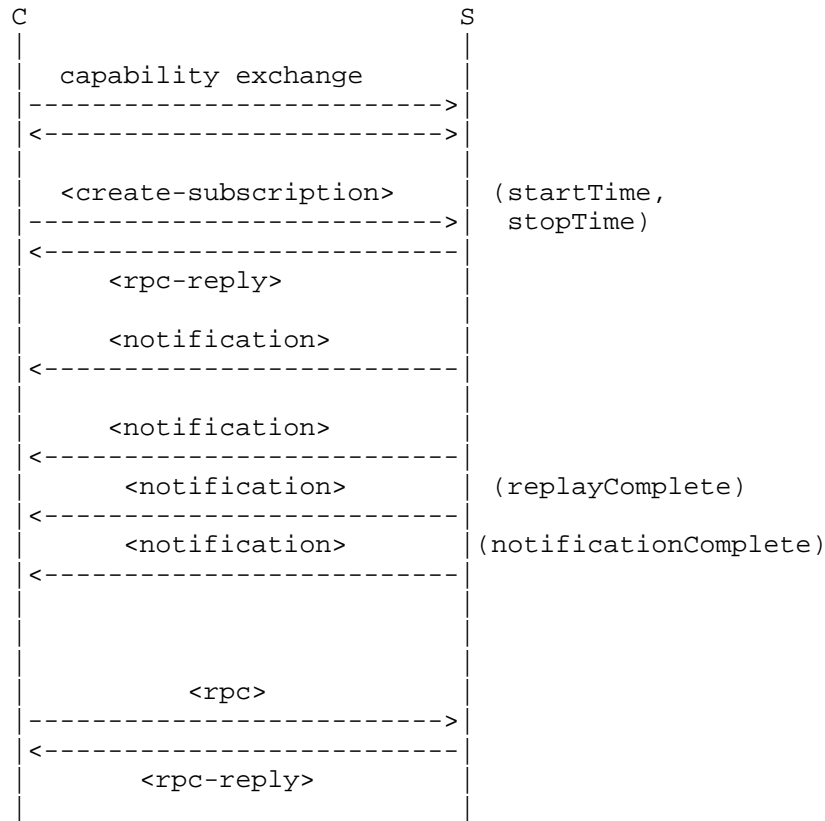 C S
capability exchange
|-------------------------->|
|<------------------------->|
<create-subscription> (startTime,
|-------------------------->| stopTime)
|<--------------------------|
<rpc-reply>
<notification>
|<--------------------------|
<notification>
|<--------------------------|
<notification> (replayComplete)
|<--------------------------|
<notification> (notificationComplete)
|<--------------------------|
<rpc>
|-------------------------->|
|<--------------------------|
<rpc-reply>